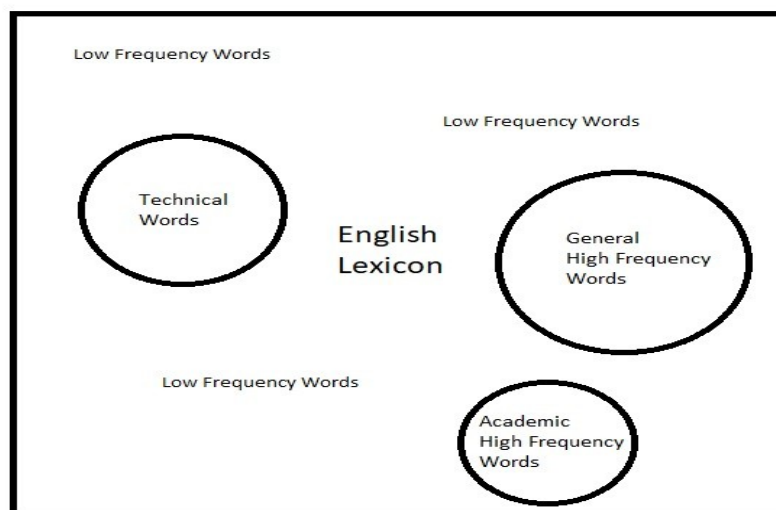 Low Frequency Words
Low Frequency Words
Technical
Words
English
Lexicon
General
High Frequency
Words
Low Frequency Words
Academic
High Frequency
Words